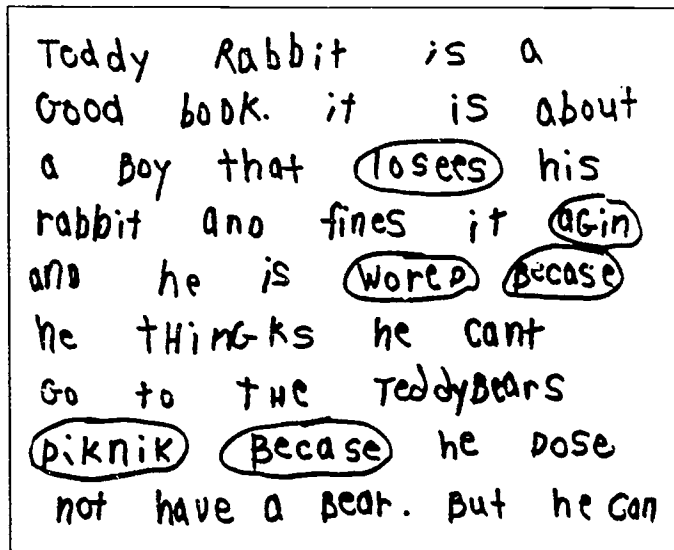 Teddy Rabbit is a
Good book. it is about
a Boy that losees his
rabbit and fines it aGin
and he is woreD Becase
he tHinGks he cant
Go to tHe TeddyBears
piknik Becase he Dose
not have a Bear. But he can